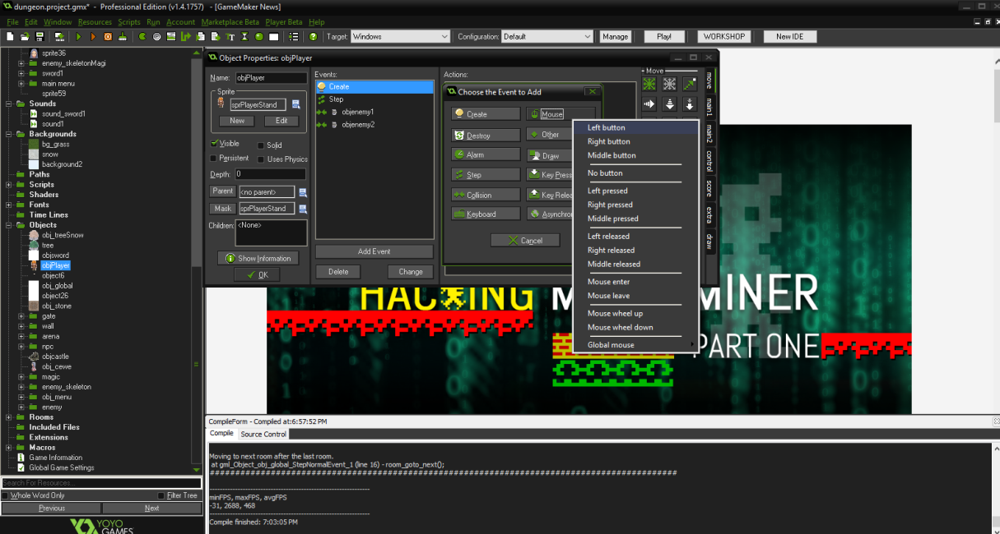 dungeon.project.gmx* - Professional Edition (v1.4.1757) - [GameMaker News]
File Edit Window Resources Scripts Run Account Marketplace Beta Player Beta Help
Target: Windows Configuration: Default Manage Play! WORKSHOP New IDE
sprite36
enemy_skeletonMagi
sword1
main menu
sprite59
Sounds
sound_sword1
sound1
Backgrounds
bg_grass
snow
background2
Paths
Scripts
Shaders
Fonts
Time Lines
Objects
obj_treeSnow
tree
objsword
objPlayer
object6
obj_global
object26
obj_stone
gate
wall
arena
npc
objcastle
obj_cewe
magic
enemy_skeleton
obj_menu
enemy
Rooms
Included Files
Extensions
Macros
Game Information
Global Game Settings
Search For Resources...
Whole Word Only Filter Tree
Previous Next
YOYO
GAMES
Object Properties: objPlayer
Name: objPlayer
Sprite
sprPlayerStand
New Edit
Visible Solid
Persistent Uses Physics
Depth: 0
Parent <no parent>
Mask sprPlayerStand
Children: <None>
Show Information
OK
Events:
Create
Step
objenemy1
objenemy2
Add Event
Delete Change
Actions:
Move
move
main1
main2
control
score
extra
draw
Choose the Event to Add
Create Mouse
Destroy Other
Alarm Draw
Step Key Press
Collision Key Relea
Keyboard Asynchron
Cancel
Left button
Right button
Middle button
No button
Left pressed
Right pressed
Middle pressed
Left released
Right released
Middle released
Mouse enter
Mouse leave
Mouse wheel up
Mouse wheel down
Global mouse
HACKING M MINER
PART ONE
CompileForm - Compiled at:6:57:52 PM
Compile Source Control
Moving to next room after the last room.
at gml_Object_obj_global_StepNormalEvent_1 (line 16) - room_goto_next();
minFPS, maxFPS, avgFPS
-31, 2688, 468
Compile finished: 7:03:05 PM